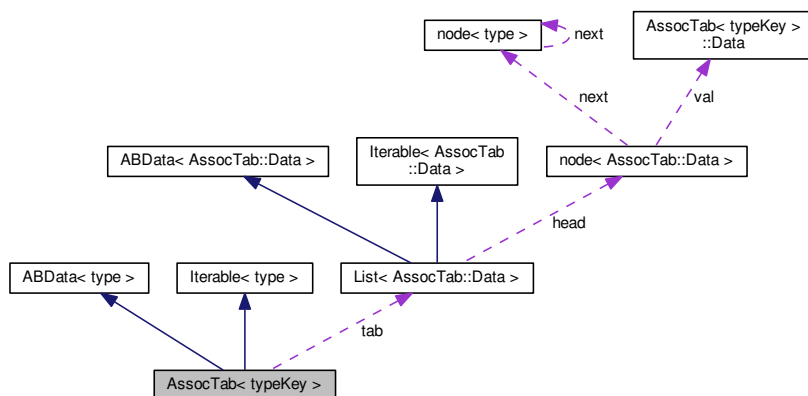 node< type >
next
AssocTab< typeKey >
::Data
next
val
ABData< AssocTab::Data >
Iterable< AssocTab
::Data >
node< AssocTab::Data >
head
ABData< type >
Iterable< type >
List< AssocTab::Data >
tab
AssocTab< typeKey >